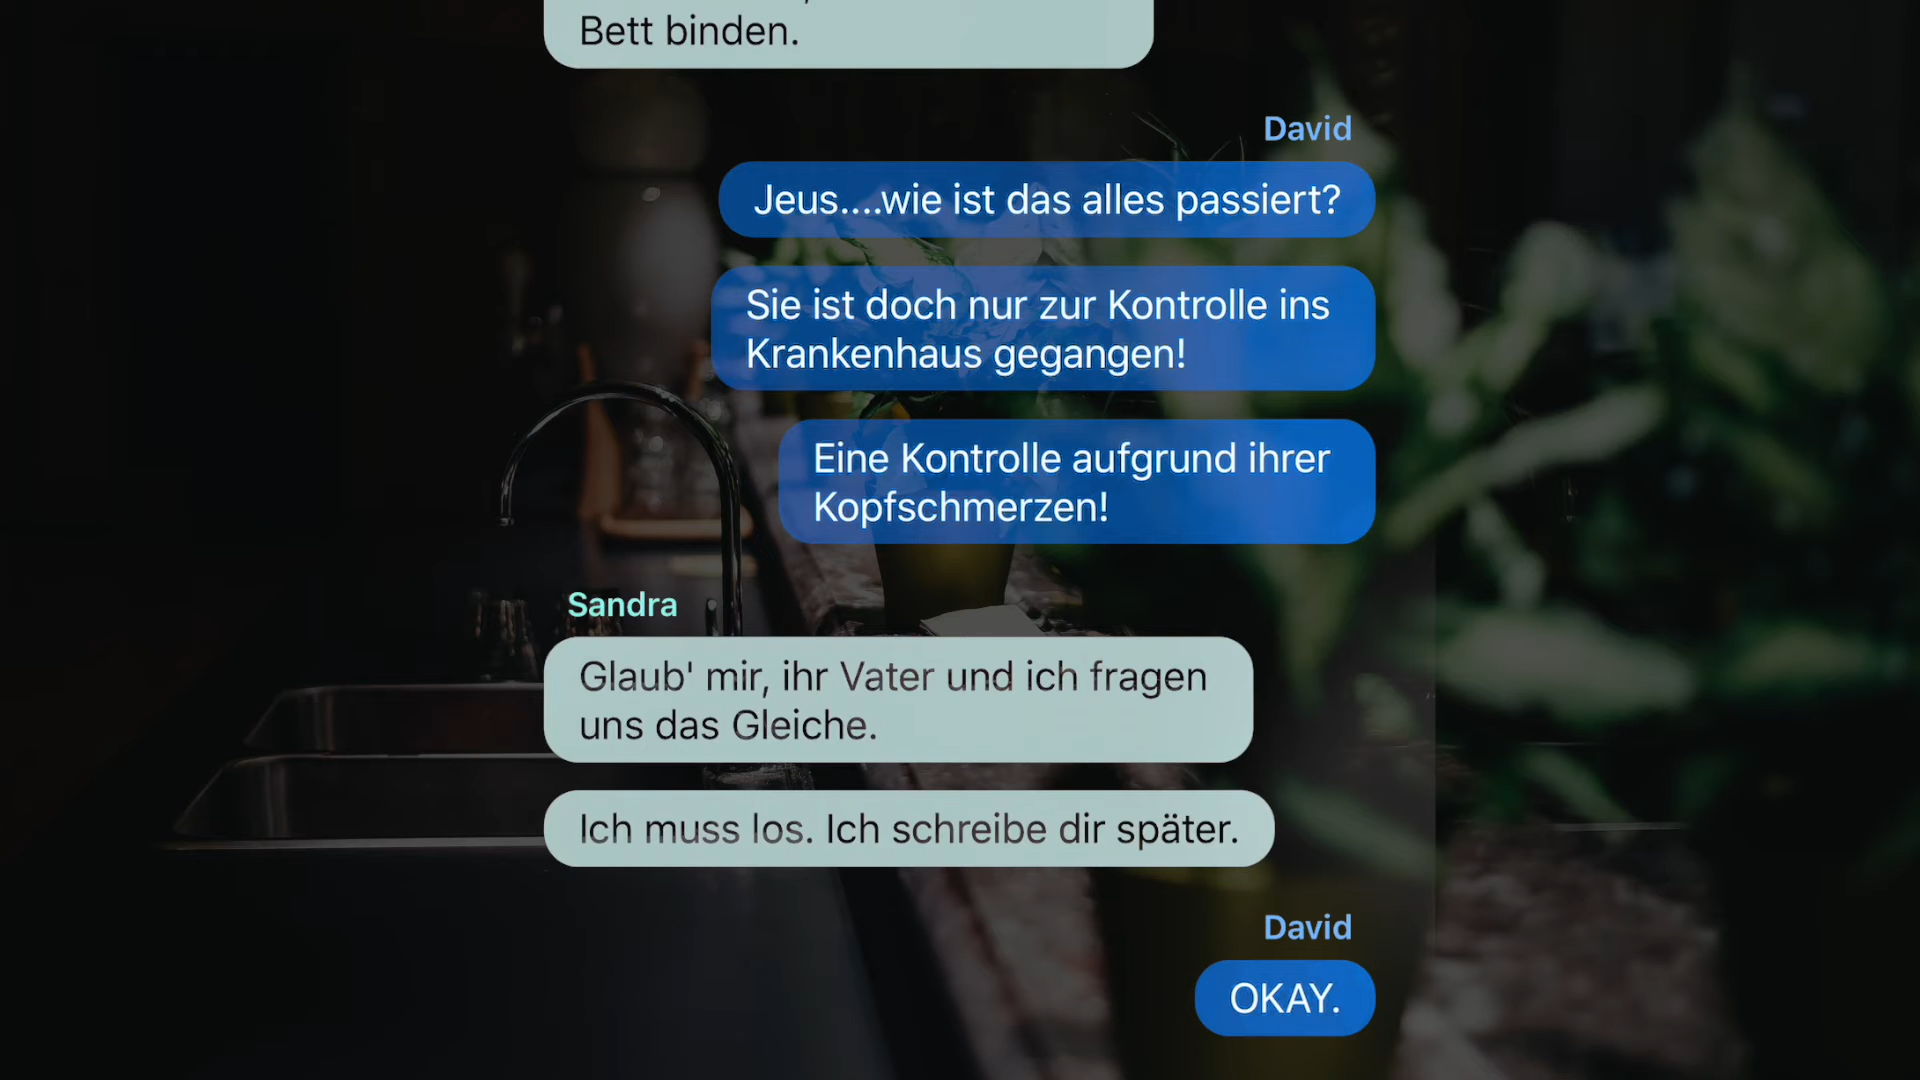 Bett binden.
David
Jeus....wie ist das alles passiert?
Sie ist doch nur zur Kontrolle ins
Krankenhaus gegangen!
Eine Kontrolle aufgrund ihrer
Kopfschmerzen!
Sandra
Glaub' mir, ihr Vater und ich fragen
uns das Gleiche.
Ich muss los. Ich schreibe dir später.
David
OKAY.